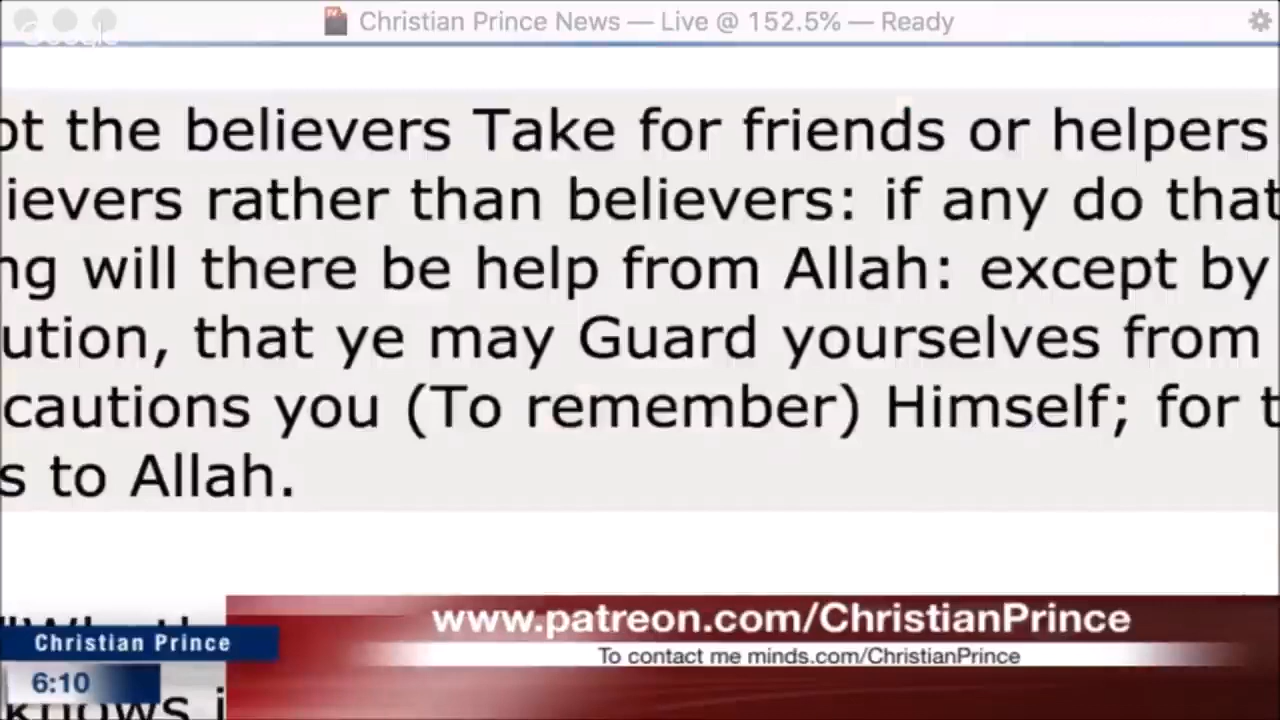 Christian Prince News — Live @ 152.5% — Ready
Google
ot the believers Take for friends or helpers
ievers rather than believers: if any do that
ng will there be help from Allah: except by
ution, that ye may Guard yourselves from
cautions you (To remember) Himself; for t
s to Allah.
www.patreon.com/ChristianPrince
Christian Prince
To contact me minds.com/ChristianPrince
6:10
knows i